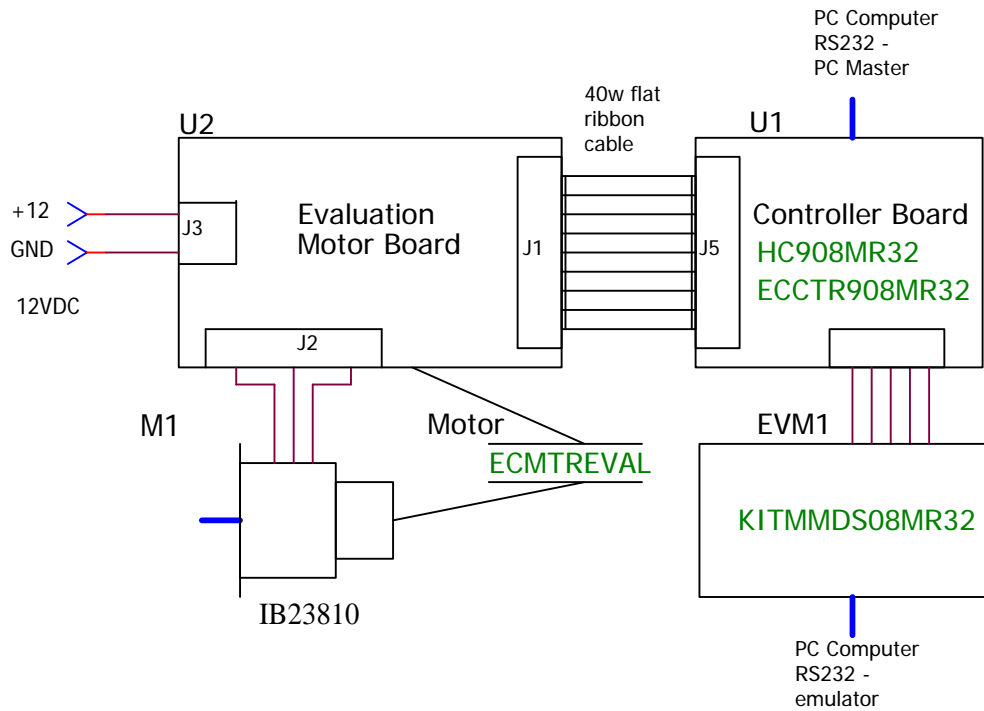 PC Computer
RS232 -
PC Master
40w flat
ribbon
cable
U2
U1
+12
GND
12VDC
J3
Evaluation
Motor Board
J1
J5
Controller Board
HC908MR32
ECCTR908MR32
J2
M1
Motor
ECMTREVAL
EVM1
KITMMDS08MR32
IB23810
PC Computer
RS232 -
emulator